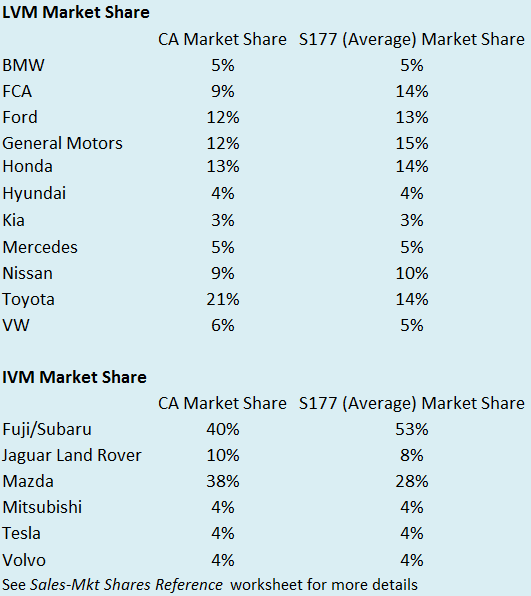 LVM Market Share
CA Market Share S177 (Average) Market Share
BMW 5% 5%
FCA 9% 14%
Ford 12% 13%
General Motors 12% 15%
Honda 13% 14%
Hyundai 4% 4%
Kia 3% 3%
Mercedes 5% 5%
Nissan 9% 10%
Toyota 21% 14%
VW 6% 5%
IVM Market Share
CA Market Share S177 (Average) Market Share
Fuji/Subaru 40% 53%
Jaguar Land Rover 10% 8%
Mazda 38% 28%
Mitsubishi 4% 4%
Tesla 4% 4%
Volvo 4% 4%
See Sales-Mkt Shares Reference worksheet for more details